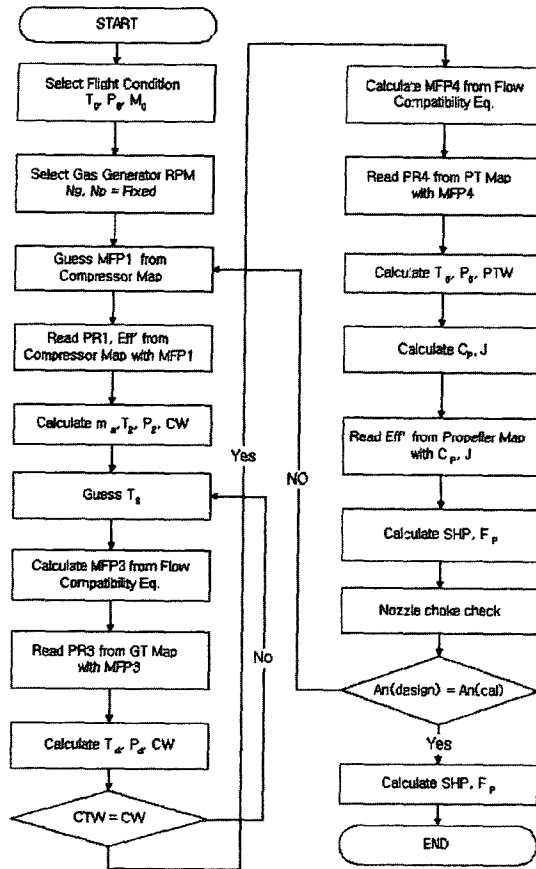 START
Select Flight Condition
T₀, P₀, M₀
Select Gas Generator RPM
Ng, Np = Fixed
Guess MFP1 from
Compressor Map
Read PR1, Eff' from
Compressor Map with MFP1
Calculate mₐ, T₂, P₂, CW
Guess T₃
Calculate MFP3 from Flow
Compatibility Eq.
Read PR3 from GT Map
with MFP3
Calculate T₄, P₄, CW
CTW = CW
No
Yes
Calculate MFP4 from Flow
Compatibility Eq.
Read PR4 from PT Map
with MFP4
Calculate T₅, P₅, PTW
Calculate Cₚ, J
Read Eff' from Propeller Map
with Cₚ, J
Calculate SHP, Fₚ
Nozzle choke check
An(design) = An(cal)
NO
Yes
Calculate SHP, Fₚ
END